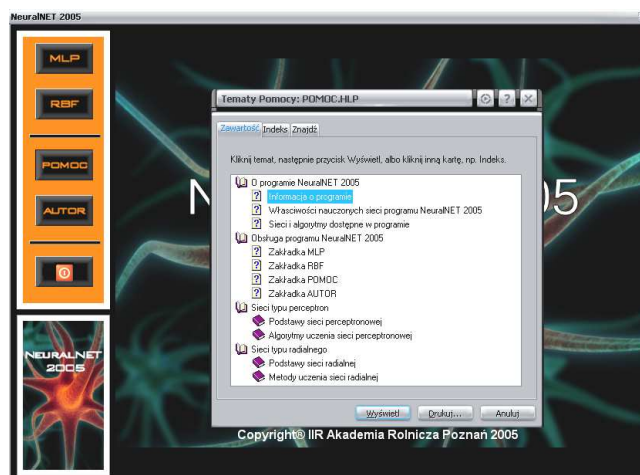 NeuralNET 2005
MLP
RBF
POMOC
AUTOR
NEURALNET
2005
N
05
Tematy Pomocy: POMOC.HLP
Zawartość Indeks Znajdź
Kliknij temat, następnie przycisk Wyświetl, albo kliknij inną kartę, np. Indeks.
O programie NeuralNET 2005
Informacja o programie
Właściwości nauczonych sieci programu NeuralNET 2005
Sieci i algorytmy dostępne w programie
Obsługa programu NeuralNET 2005
Zakładka MLP
Zakładka RBF
Zakładka POMOC
Zakładka AUTOR
Sieci typu perceptron
Podstawy sieci perceptronowej
Algorytmy uczenia sieci perceptronowej
Sieci typu radialnego
Podstawy sieci radialnej
Metody uczenia sieci radialnej
Wyświetl Drukuj... Anuluj
Copyright® IIR Akademia Rolnicza Poznań 2005